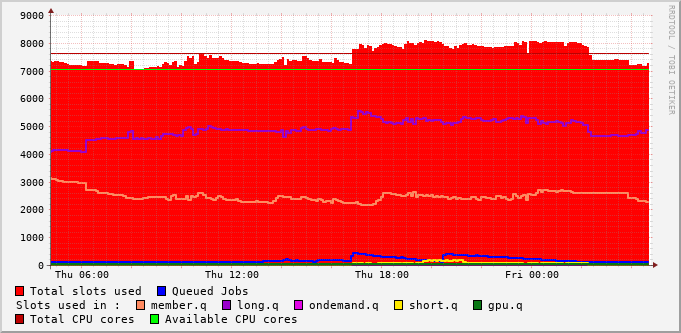 9000
8000
7000
6000
5000
4000
3000
2000
1000
0
Thu 06:00 Thu 12:00 Thu 18:00 Fri 00:00
RRDTOOL / TOBI OETIKER
Total slots used Queued Jobs
Slots used in : member.q long.q ondemand.q short.q gpu.q
Total CPU cores Available CPU cores